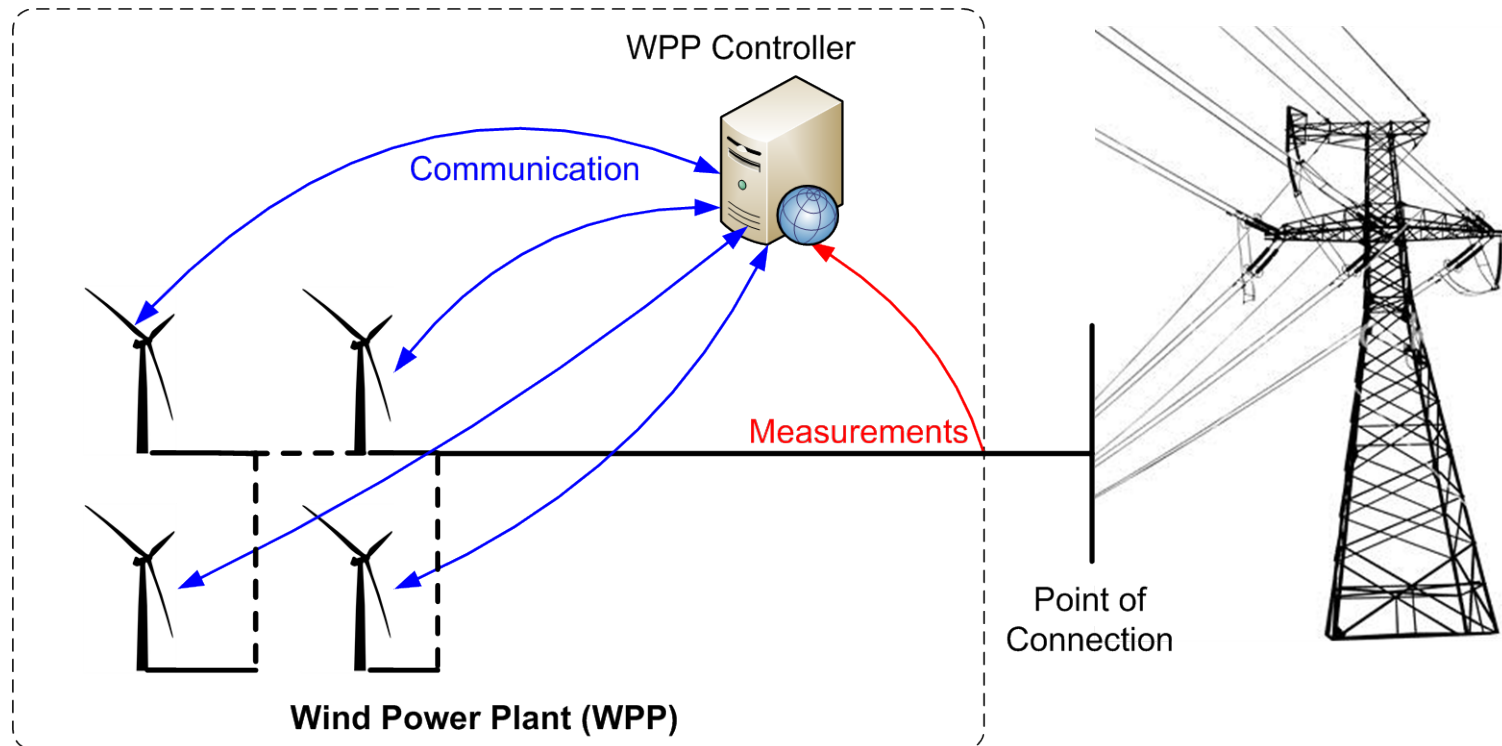 WPP Controller
Communication
Measurements
Point of
Connection
Wind Power Plant (WPP)